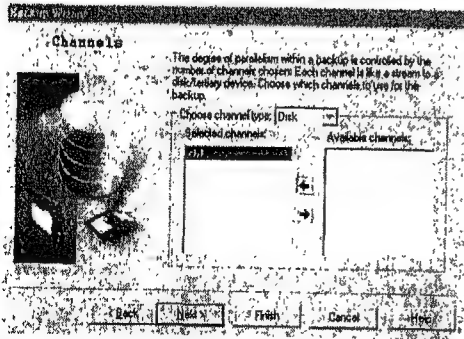 Channels
The degree of parallelism within a backup is controlled by the
number of channels chosen. Each channel is like a stream to a
disk/tertiary device. Choose which channels to use for the
backup.
Choose channel type: Disk
Selected channels: Available channels:
< Back Next > Finish Cancel Help